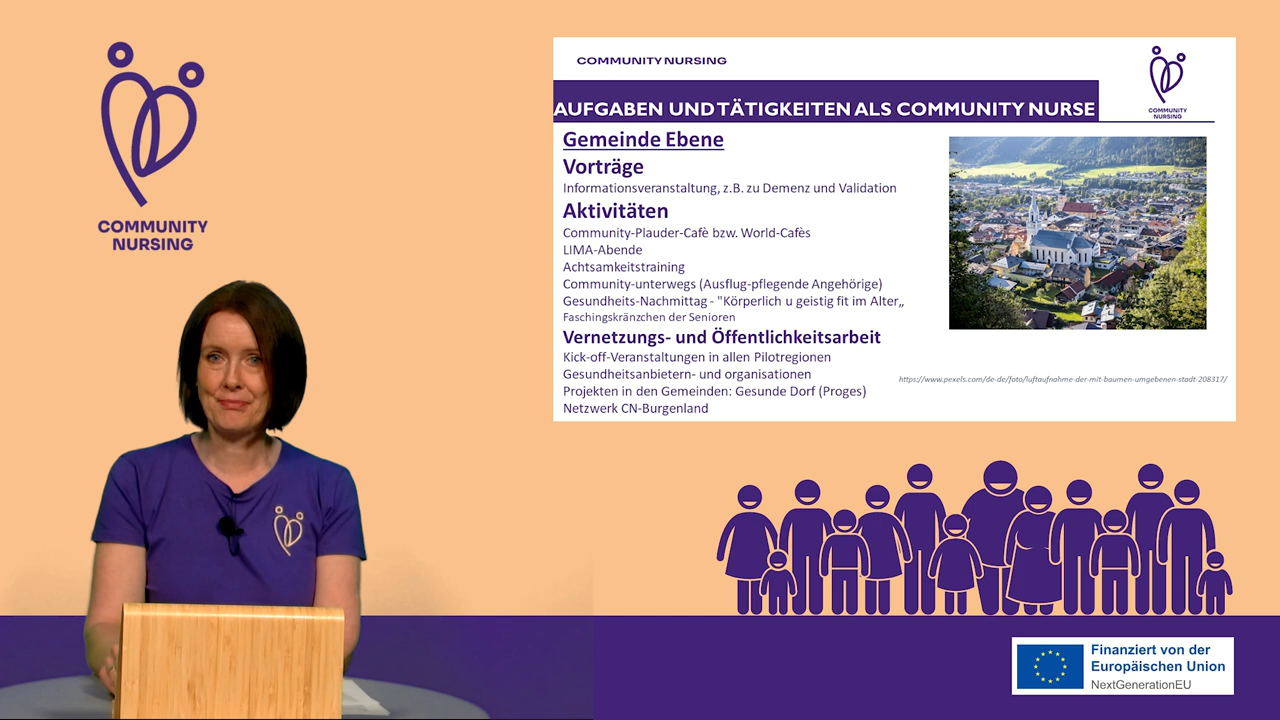 COMMUNITY
NURSING
COMMUNITY NURSING
AUFGABEN UND TÄTIGKEITEN ALS COMMUNITY NURSE
COMMUNITY
NURSING
Gemeinde Ebene
Vorträge
Informationsveranstaltung, z.B. zu Demenz und Validation
Aktivitäten
Community-Plauder-Cafè bzw. World-Cafès
LIMA-Abende
Achtsamkeitstraining
Community-unterwegs (Ausflug-pflegende Angehörige)
Gesundheits-Nachmittag - "Körperlich u geistig fit im Alter„
Faschingskränzchen der Senioren
Vernetzungs- und Öffentlichkeitsarbeit
Kick-off-Veranstaltungen in allen Pilotregionen
Gesundheitsanbietern- und organisationen
Projekten in den Gemeinden: Gesunde Dorf (Proges)
Netzwerk CN-Burgenland
https://www.pexels.com/de-de/foto/luftaufnahme-der-mit-baumen-umgebenen-stadt-208317/
Finanziert von der
Europäischen Union
NextGenerationEU